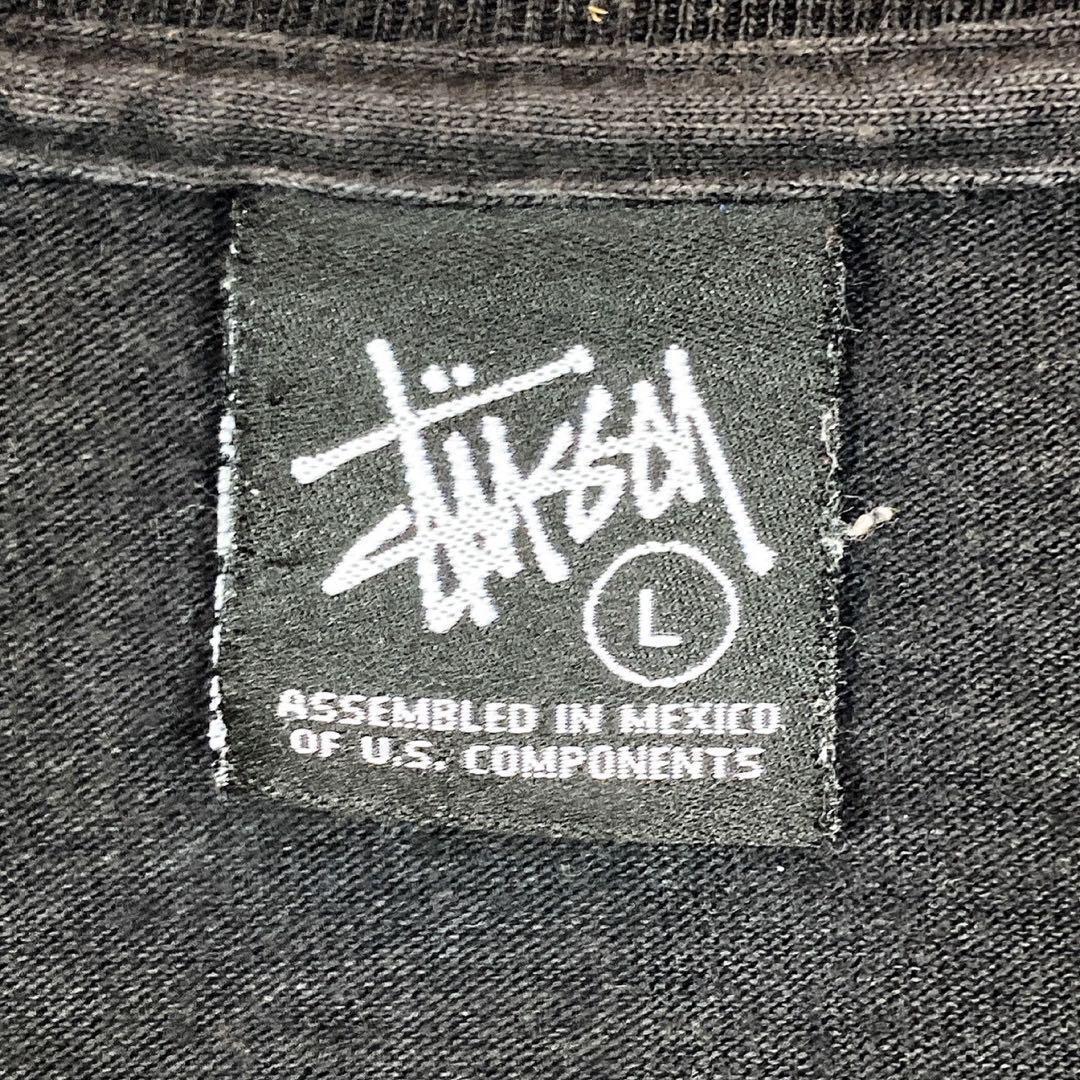 Stüssy
L
ASSEMBLED IN MEXICO
OF U.S. COMPONENTS